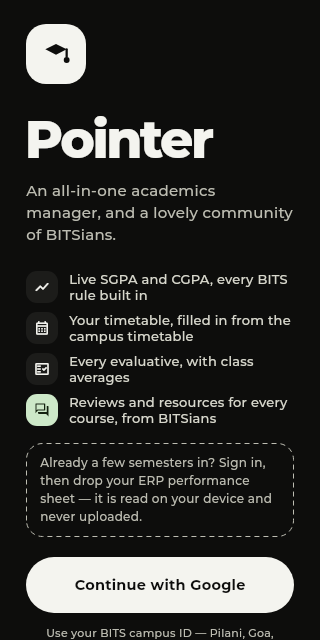 Pointer
An all-in-one academics
manager, and a lovely community
of BITSians.
Live SGPA and CGPA, every BITS
rule built in
Your timetable, filled in from the
campus timetable
Every evaluative, with class
averages
Reviews and resources for every
course, from BITSians
Already a few semesters in? Sign in,
then drop your ERP performance
sheet — it is read on your device and
never uploaded.
Continue with Google
Use your BITS campus ID — Pilani, Goa,